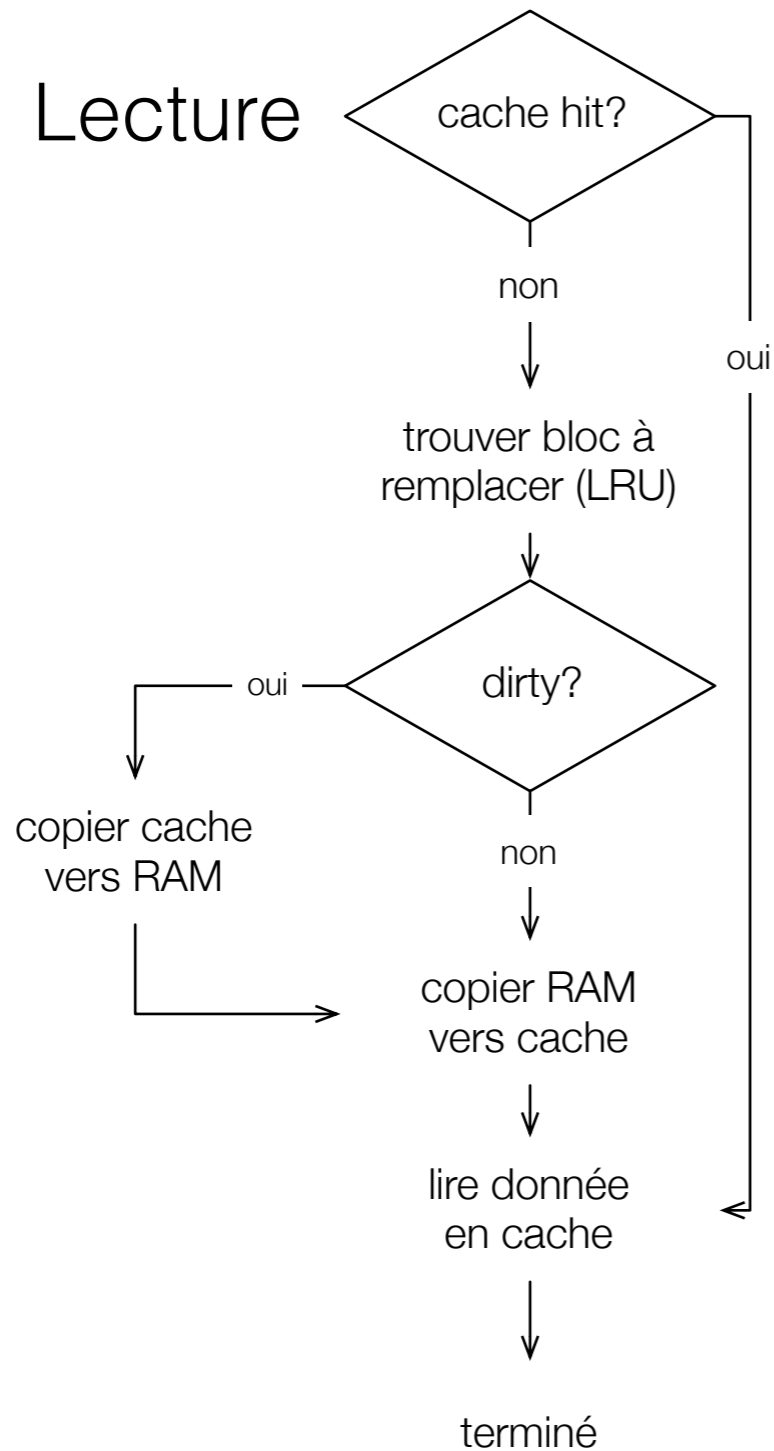 Lecture
cache hit?
non
oui
trouver bloc à
remplacer (LRU)
dirty?
oui
non
copier cache
vers RAM
copier RAM
vers cache
lire donnée
en cache
terminé